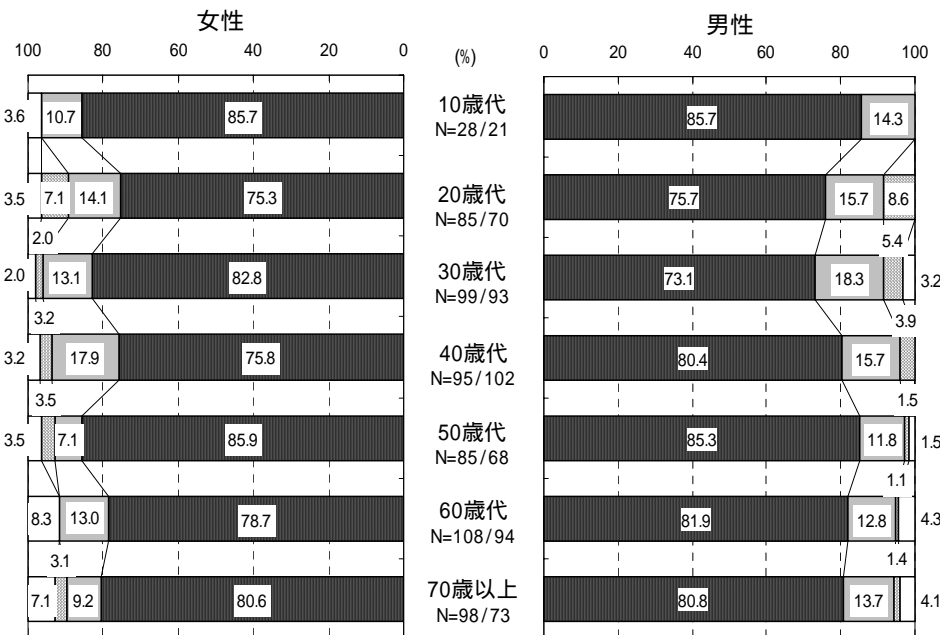 女性 男性
100 80 60 40 20 0 (%) 0 20 40 60 80 100
3.6 10.7 85.7 10歳代 85.7 14.3
N=28/21
3.5 7.1 14.1 75.3 20歳代 75.7 15.7 8.6
N=85/70
2.0 5.4
2.0 13.1 82.8 30歳代 73.1 18.3 3.2
N=99/93
3.2 3.9
3.2 17.9 75.8 40歳代 80.4 15.7
N=95/102
3.5 1.5
3.5 7.1 85.9 50歳代 85.3 11.8 1.5
N=85/68
1.1
8.3 13.0 78.7 60歳代 81.9 12.8 4.3
N=108/94
3.1 1.4
7.1 9.2 80.6 70歳以上 80.8 13.7 4.1
N=98/73